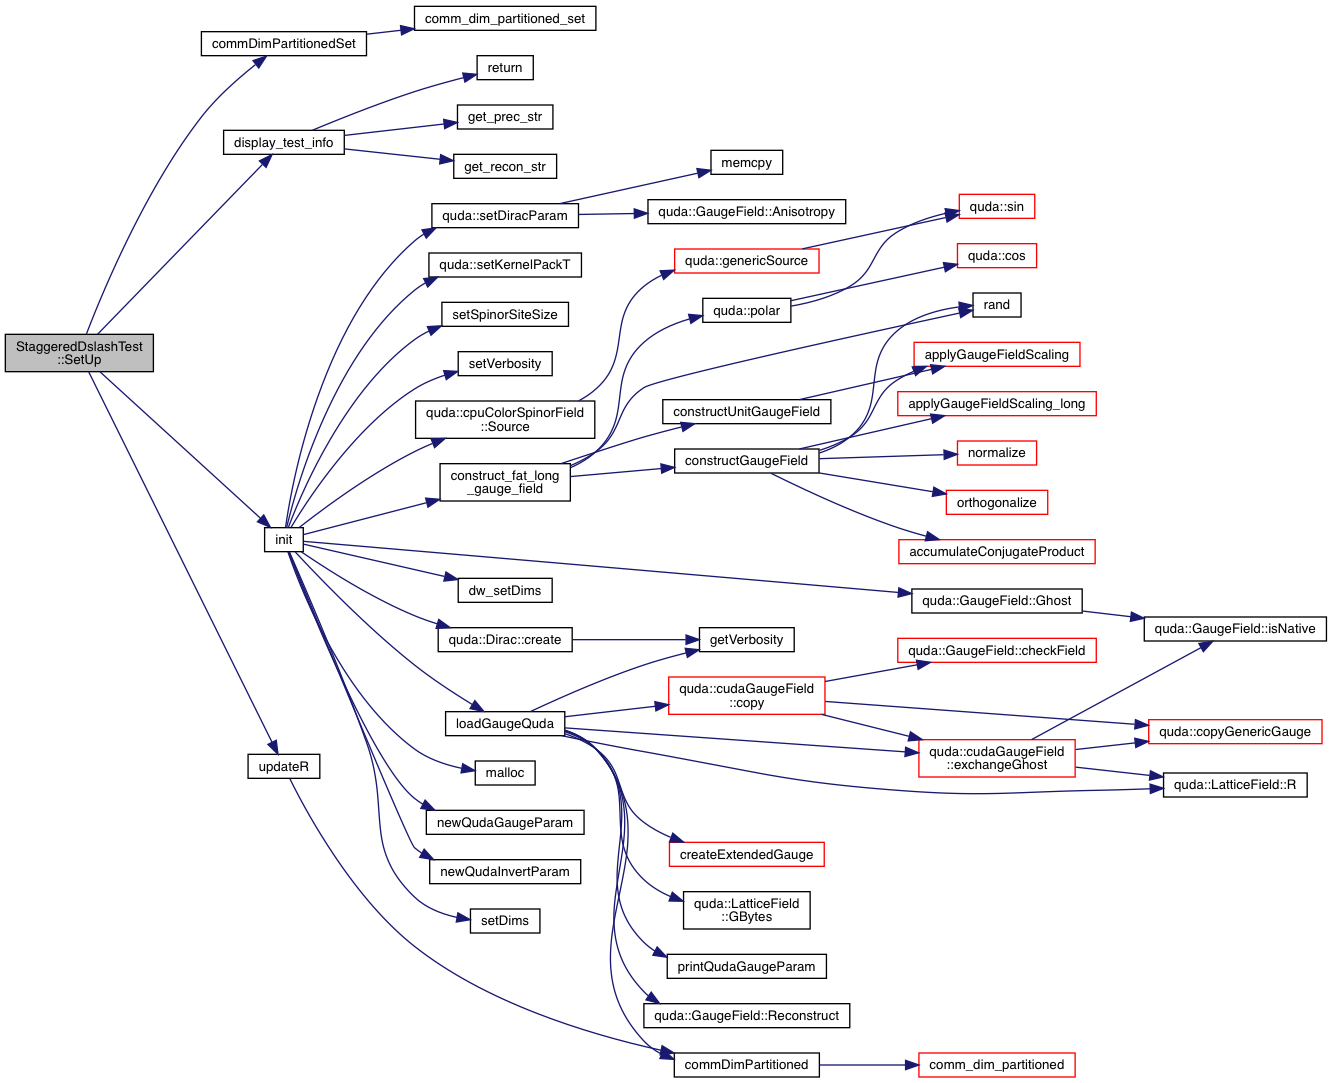 StaggeredDslashTest
::SetUp
commDimPartitionedSet
comm_dim_partitioned_set
display_test_info
return
get_prec_str
get_recon_str
init
quda::setDiracParam
memcpy
quda::GaugeField::Anisotropy
quda::setKernelPackT
setSpinorSiteSize
setVerbosity
quda::cpuColorSpinorField
::Source
quda::genericSource
quda::sin
construct_fat_long
_gauge_field
quda::polar
quda::cos
rand
constructUnitGaugeField
applyGaugeFieldScaling
constructGaugeField
applyGaugeFieldScaling_long
normalize
orthogonalize
accumulateConjugateProduct
dw_setDims
quda::GaugeField::Ghost
quda::GaugeField::isNative
quda::Dirac::create
getVerbosity
loadGaugeQuda
quda::cudaGaugeField
::copy
quda::GaugeField::checkField
quda::cudaGaugeField
::exchangeGhost
quda::copyGenericGauge
quda::LatticeField::R
malloc
newQudaGaugeParam
newQudaInvertParam
setDims
createExtendedGauge
quda::LatticeField
::GBytes
printQudaGaugeParam
quda::GaugeField::Reconstruct
updateR
commDimPartitioned
comm_dim_partitioned